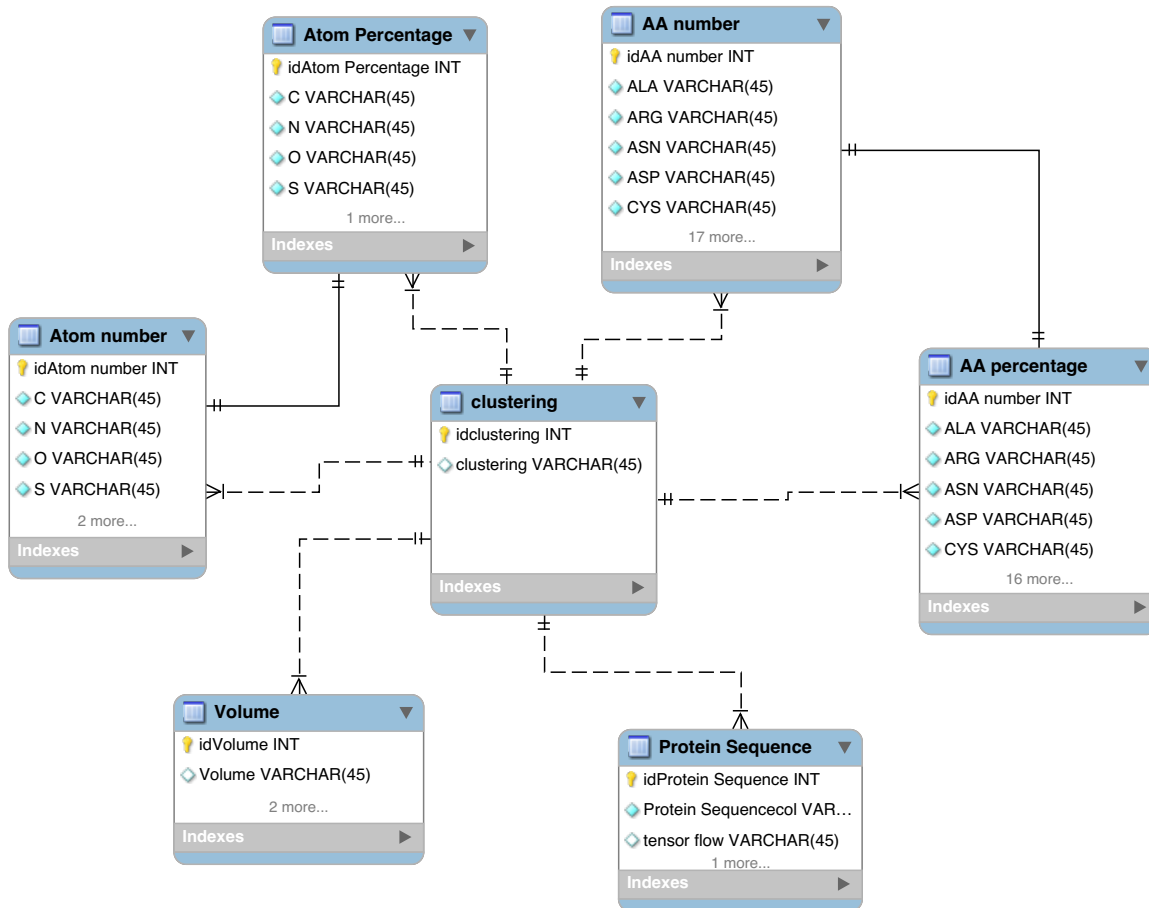 Atom Percentage
idAtom Percentage INT
C VARCHAR(45)
N VARCHAR(45)
O VARCHAR(45)
S VARCHAR(45)
1 more...
Indexes
AA number
idAA number INT
ALA VARCHAR(45)
ARG VARCHAR(45)
ASN VARCHAR(45)
ASP VARCHAR(45)
CYS VARCHAR(45)
17 more...
Indexes
Atom number
idAtom number INT
C VARCHAR(45)
N VARCHAR(45)
O VARCHAR(45)
S VARCHAR(45)
2 more...
Indexes
clustering
idclustering INT
clustering VARCHAR(45)
Indexes
AA percentage
idAA number INT
ALA VARCHAR(45)
ARG VARCHAR(45)
ASN VARCHAR(45)
ASP VARCHAR(45)
CYS VARCHAR(45)
16 more...
Indexes
Volume
idVolume INT
Volume VARCHAR(45)
2 more...
Indexes
Protein Sequence
idProtein Sequence INT
Protein Sequencecol VAR...
tensor flow VARCHAR(45)
1 more...
Indexes